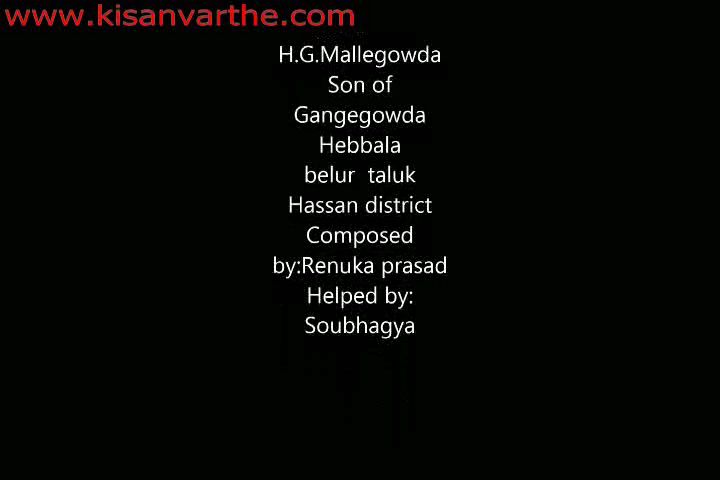 www.kisanvarthe.com
H.G.Mallegowda
Son of
Gangegowda
Hebbala
belur  taluk
Hassan district
Composed
by:Renuka prasad
Helped by:
Soubhagya